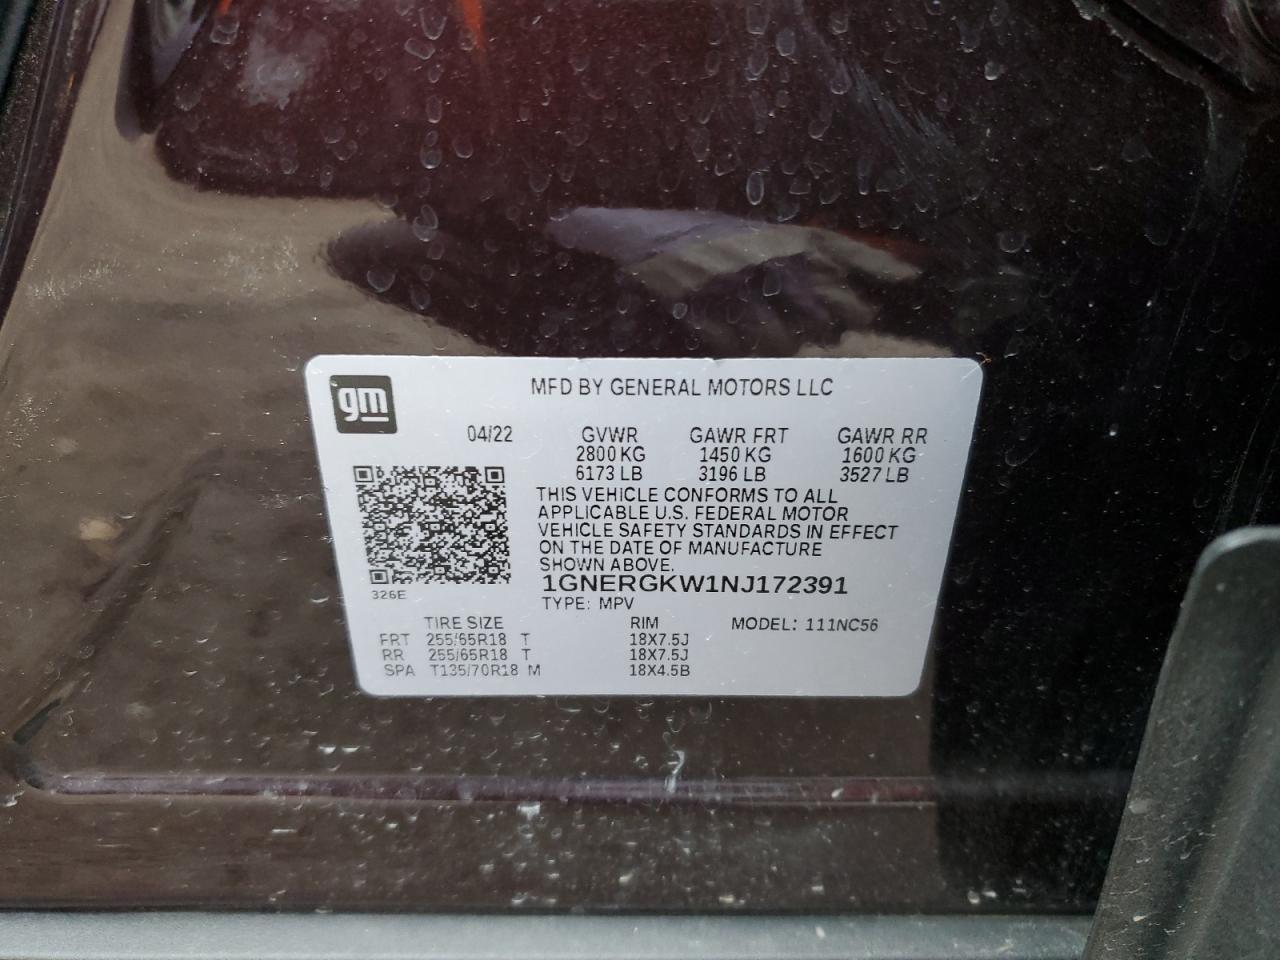 gm
MFD BY GENERAL MOTORS LLC
04/22 GVWR GAWR FRT GAWR RR
2800 KG 1450 KG 1600 KG
6173 LB 3196 LB 3527 LB
THIS VEHICLE CONFORMS TO ALL
APPLICABLE U.S. FEDERAL MOTOR
VEHICLE SAFETY STANDARDS IN EFFECT
ON THE DATE OF MANUFACTURE
SHOWN ABOVE.
1GNERGKW1NJ172391
326E
TYPE: MPV
TIRE SIZE RIM MODEL: 111NC56
FRT 255/65R18 T 18X7.5J
RR 255/65R18 T 18X7.5J
SPA T135/70R18 M 18X4.5B